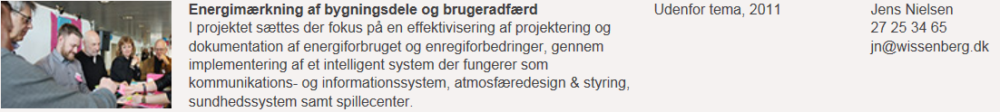 Energimærkning af bygningsdele og brugeradfærd
I projektet sættes der fokus på en effektivisering af projektering og
dokumentation af energiforbruget og enregiforbedringer, gennem
implementering af et intelligent system der fungerer som
kommunikations- og informationssystem, atmosfæredesign & styring,
sundhedssystem samt spillecenter.
Udenfor tema, 2011
Jens Nielsen
27 25 34 65
jn@wissenberg.dk